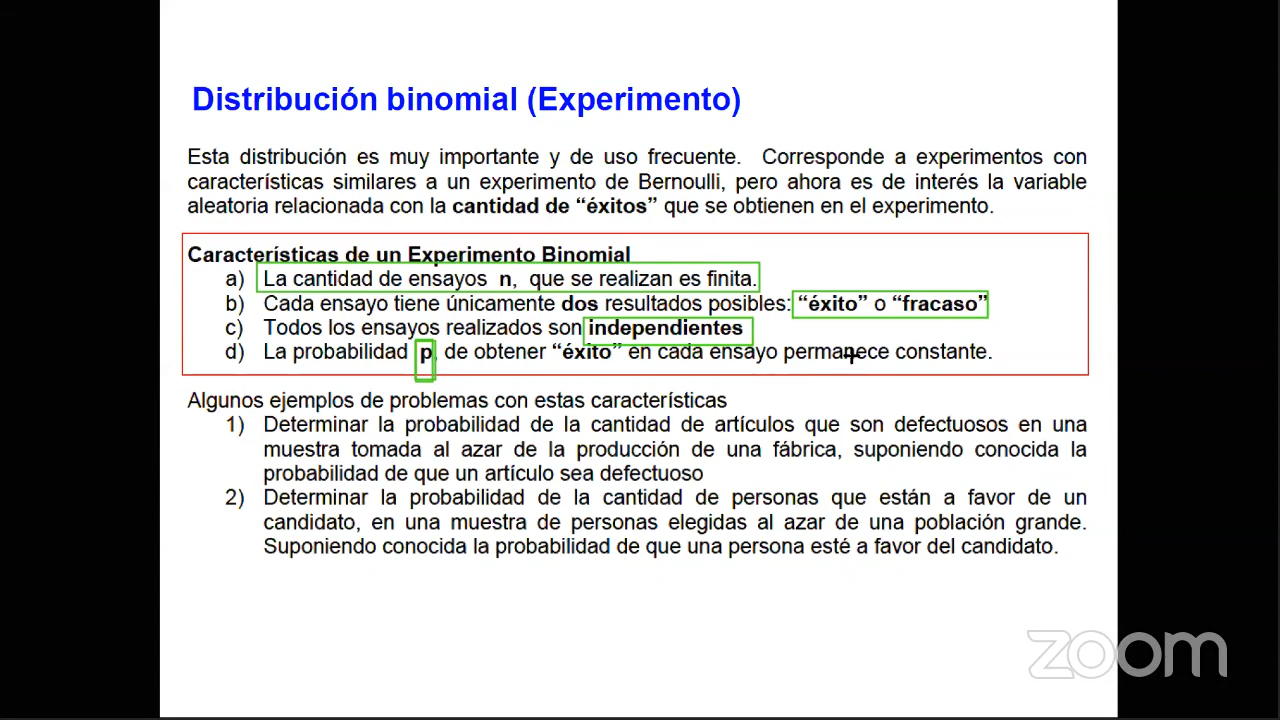 Distribución binomial (Experimento)
Esta distribución es muy importante y de uso frecuente. Corresponde a experimentos con
características similares a un experimento de Bernoulli, pero ahora es de interés la variable
aleatoria relacionada con la cantidad de “éxitos” que se obtienen en el experimento.
Características de un Experimento Binomial
a) La cantidad de ensayos n, que se realizan es finita.
b) Cada ensayo tiene únicamente dos resultados posibles: “éxito” o “fracaso”
c) Todos los ensayos realizados son independientes
d) La probabilidad p, de obtener “éxito” en cada ensayo permanece constante.
Algunos ejemplos de problemas con estas características
1) Determinar la probabilidad de la cantidad de artículos que son defectuosos en una
muestra tomada al azar de la producción de una fábrica, suponiendo conocida la
probabilidad de que un artículo sea defectuoso
2) Determinar la probabilidad de la cantidad de personas que están a favor de un
candidato, en una muestra de personas elegidas al azar de una población grande.
Suponiendo conocida la probabilidad de que una persona esté a favor del candidato.
zoom